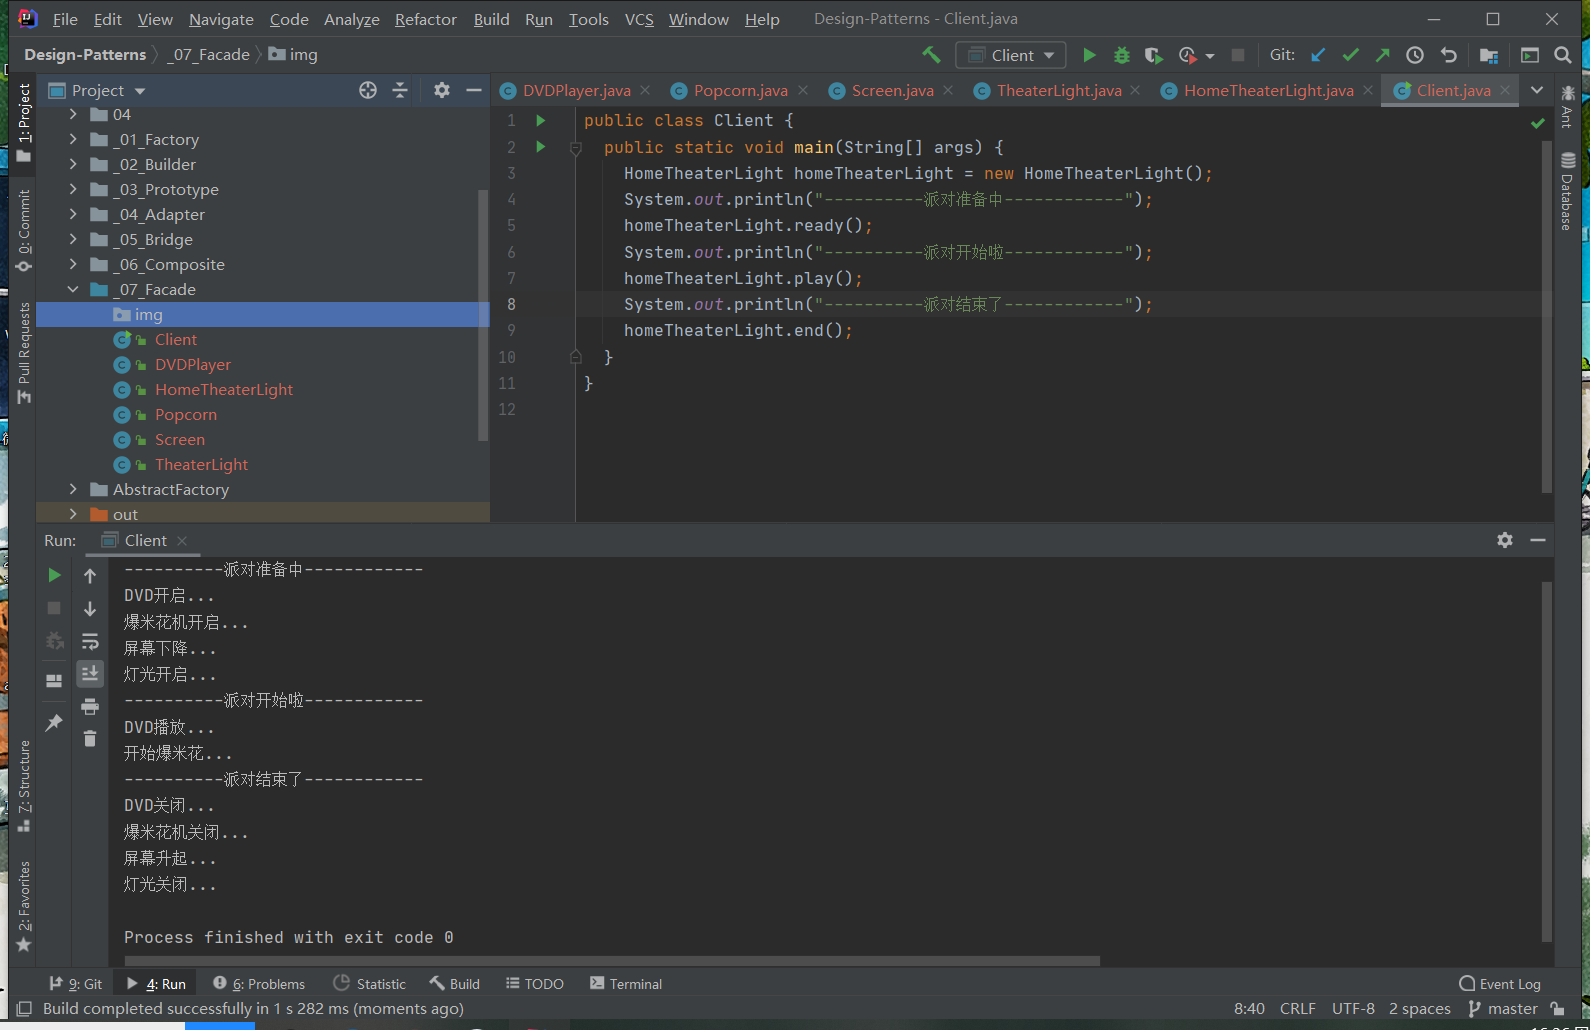 File Edit View Navigate Code Analyze Refactor Build Run Tools VCS Window Help Design-Patterns - Client.java
Design-Patterns _07_Facade img Client Git:
Project
DVDPlayer.java Popcorn.java Screen.java TheaterLight.java HomeTheaterLight.java Client.java
04
_01_Factory
_02_Builder
_03_Prototype
_04_Adapter
_05_Bridge
_06_Composite
_07_Facade
img
Client
DVDPlayer
HomeTheaterLight
Popcorn
Screen
TheaterLight
AbstractFactory
out
1 public class Client {
2 public static void main(String[] args) {
3 HomeTheaterLight homeTheaterLight = new HomeTheaterLight();
4 System.out.println("----------派对准备中------------");
5 homeTheaterLight.ready();
6 System.out.println("----------派对开始啦------------");
7 homeTheaterLight.play();
8 System.out.println("----------派对结束了------------");
9 homeTheaterLight.end();
10 }
11 }
12
1: Project
0: Commit
Pull Requests
7: Structure
2: Favorites
Ant
Database
Run: Client
----------派对准备中------------
DVD开启...
爆米花机开启...
屏幕下降...
灯光开启...
----------派对开始啦------------
DVD播放...
开始爆米花...
----------派对结束了------------
DVD关闭...
爆米花机关闭...
屏幕升起...
灯光关闭...
Process finished with exit code 0
9: Git 4: Run 6: Problems Statistic Build TODO Terminal Event Log
Build completed successfully in 1 s 282 ms (moments ago) 8:40 CRLF UTF-8 2 spaces master